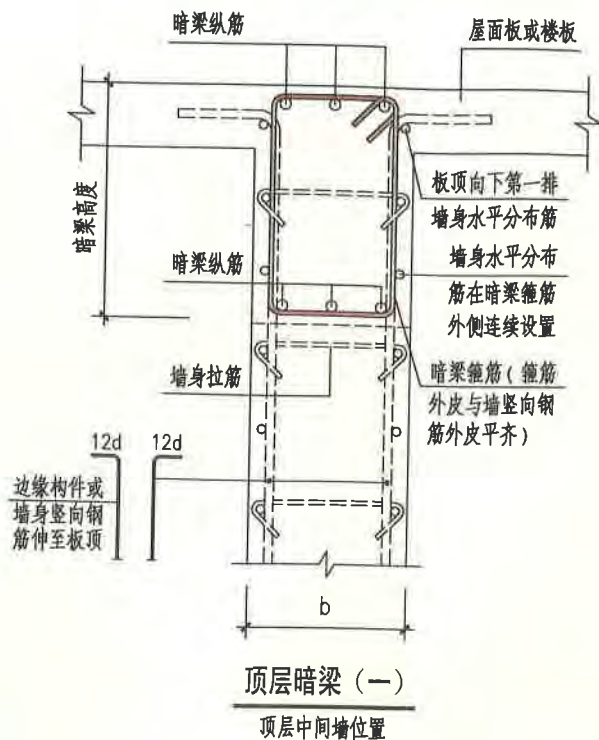 暗梁纵筋
屋面板或楼板
暗梁高度
板顶向下第一排
墙身水平分布筋
暗梁纵筋
墙身水平分布
筋在暗梁箍筋
外侧连续设置
墙身拉筋
暗梁箍筋（箍筋
外皮与墙竖向钢
筋外皮平齐）
12d
12d
边缘构件或
墙身竖向钢
筋伸至板顶
b
顶层暗梁（一）
顶层中间墙位置